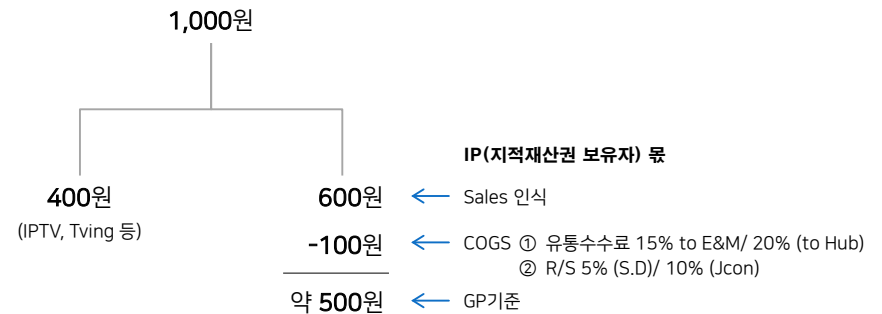 1,000원
IP(지적재산권 보유자) 몫
400원
600원
Sales 인식
(IPTV, Tving 등)
-100원
COGS ① 유통수수료 15% to E&M/ 20% (to Hub)
② R/S 5% (S.D)/ 10% (Jcon)
약 500원
GP기준